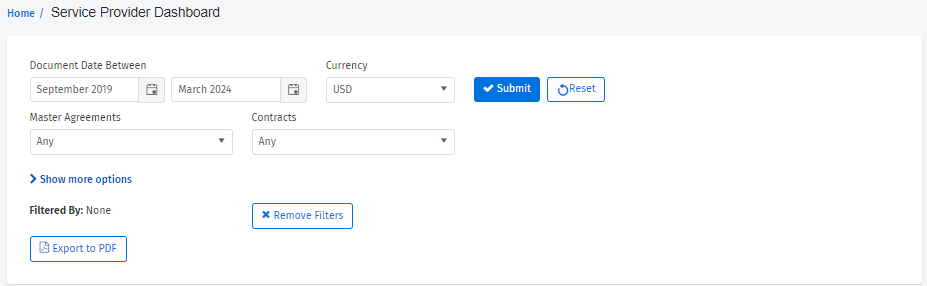 Home / Service Provider Dashboard
Document Date Between
Currency
September 2019
March 2024
USD
Submit
Reset
Master Agreements
Contracts
Any
Any
Show more options
Filtered By: None
Remove Filters
Export to PDF